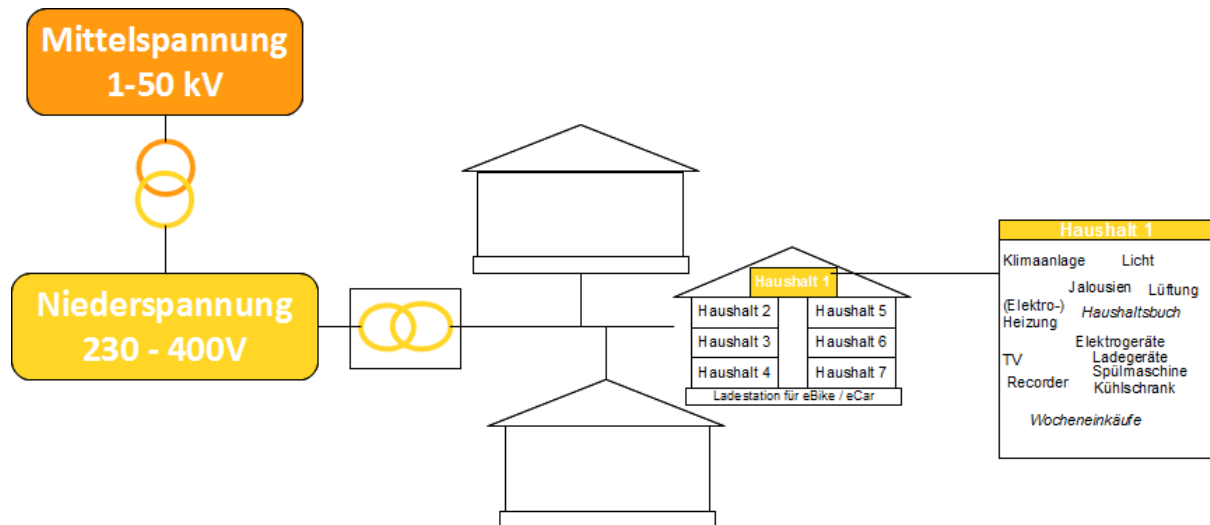 Mittelspannung
1-50 kV
Niederspannung
230 - 400V
Haushalt 1
Haushalt 2
Haushalt 5
Haushalt 3
Haushalt 6
Haushalt 4
Haushalt 7
Ladestation für eBike / eCar
Haushalt 1
Klimaanlage
Licht
Jalousien
Lüftung
(Elektro-)
Heizung
Haushaltsbuch
Elektrogeräte
TV
Ladegeräte
Spülmaschine
Recorder
Kühlschrank
Wocheneinkäufe